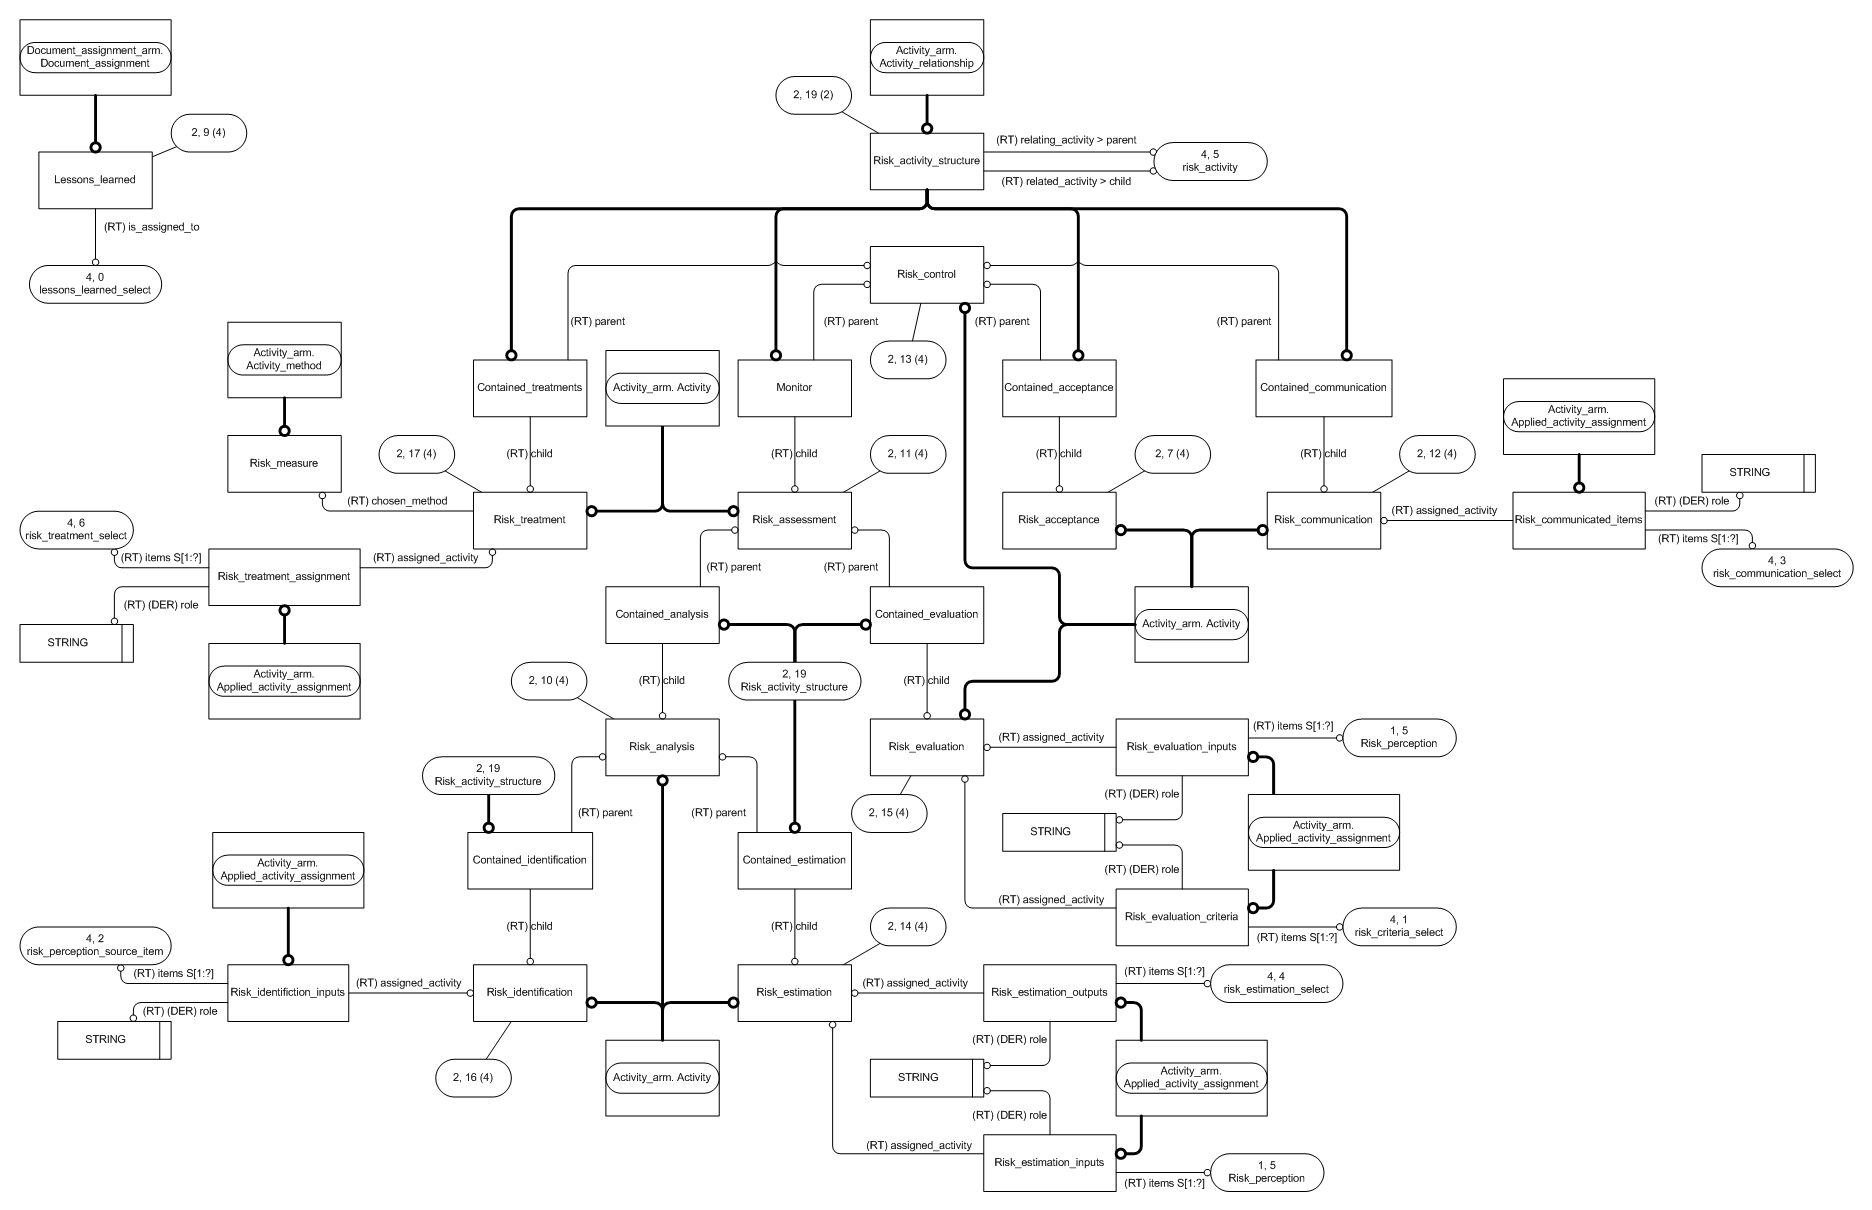 Document_assignment_arm.
Document_assignment
2, 9 (4)
Lessons_learned
(RT) is_assigned_to
4, 0
lessons_learned_select
Activity_arm.
Activity_relationship
2, 19 (2)
Risk_activity_structure
(RT) relating_activity > parent
4, 5
risk_activity
(RT) related_activity > child
Risk_control
(RT) parent
(RT) parent
(RT) parent
(RT) parent
2, 13 (4)
Activity_arm.
Activity_method
Contained_treatments
Activity_arm. Activity
Monitor
Contained_acceptance
Contained_communication
Activity_arm.
Applied_activity_assignment
Risk_measure
2, 17 (4)
(RT) child
(RT) child
2, 11 (4)
(RT) child
2, 7 (4)
(RT) child
2, 12 (4)
STRING
(RT) chosen_method
(RT) (DER) role
Risk_treatment
Risk_assessment
Risk_acceptance
Risk_communication
(RT) assigned_activity
Risk_communicated_items
(RT) items S[1:?]
4, 3
risk_communication_select
4, 6
risk_treatment_select
(RT) items S[1:?]
(RT) assigned_activity
Risk_treatment_assignment
(RT) (DER) role
STRING
Activity_arm.
Applied_activity_assignment
(RT) parent
(RT) parent
Contained_analysis
Contained_evaluation
Activity_arm. Activity
2, 10 (4)
(RT) child
2, 19
Risk_activity_structure
(RT) child
Risk_analysis
Risk_evaluation
(RT) assigned_activity
Risk_evaluation_inputs
(RT) items S[1:?]
1, 5
Risk_perception
2, 19
Risk_activity_structure
(RT) parent
(RT) parent
2, 15 (4)
(RT) (DER) role
STRING
Activity_arm.
Applied_activity_assignment
(RT) (DER) role
Activity_arm.
Applied_activity_assignment
Contained_identification
Contained_estimation
(RT) assigned_activity
Risk_evaluation_criteria
(RT) items S[1:?]
4, 1
risk_criteria_select
4, 2
risk_perception_source_item
(RT) items S[1:?]
(RT) child
(RT) child
2, 14 (4)
Risk_identifiction_inputs
(RT) assigned_activity
Risk_identification
Risk_estimation
(RT) assigned_activity
Risk_estimation_outputs
(RT) items S[1:?]
4, 4
risk_estimation_select
(RT) (DER) role
STRING
2, 16 (4)
Activity_arm. Activity
(RT) (DER) role
STRING
Activity_arm.
Applied_activity_assignment
(RT) (DER) role
(RT) assigned_activity
Risk_estimation_inputs
(RT) items S[1:?]
1, 5
Risk_perception